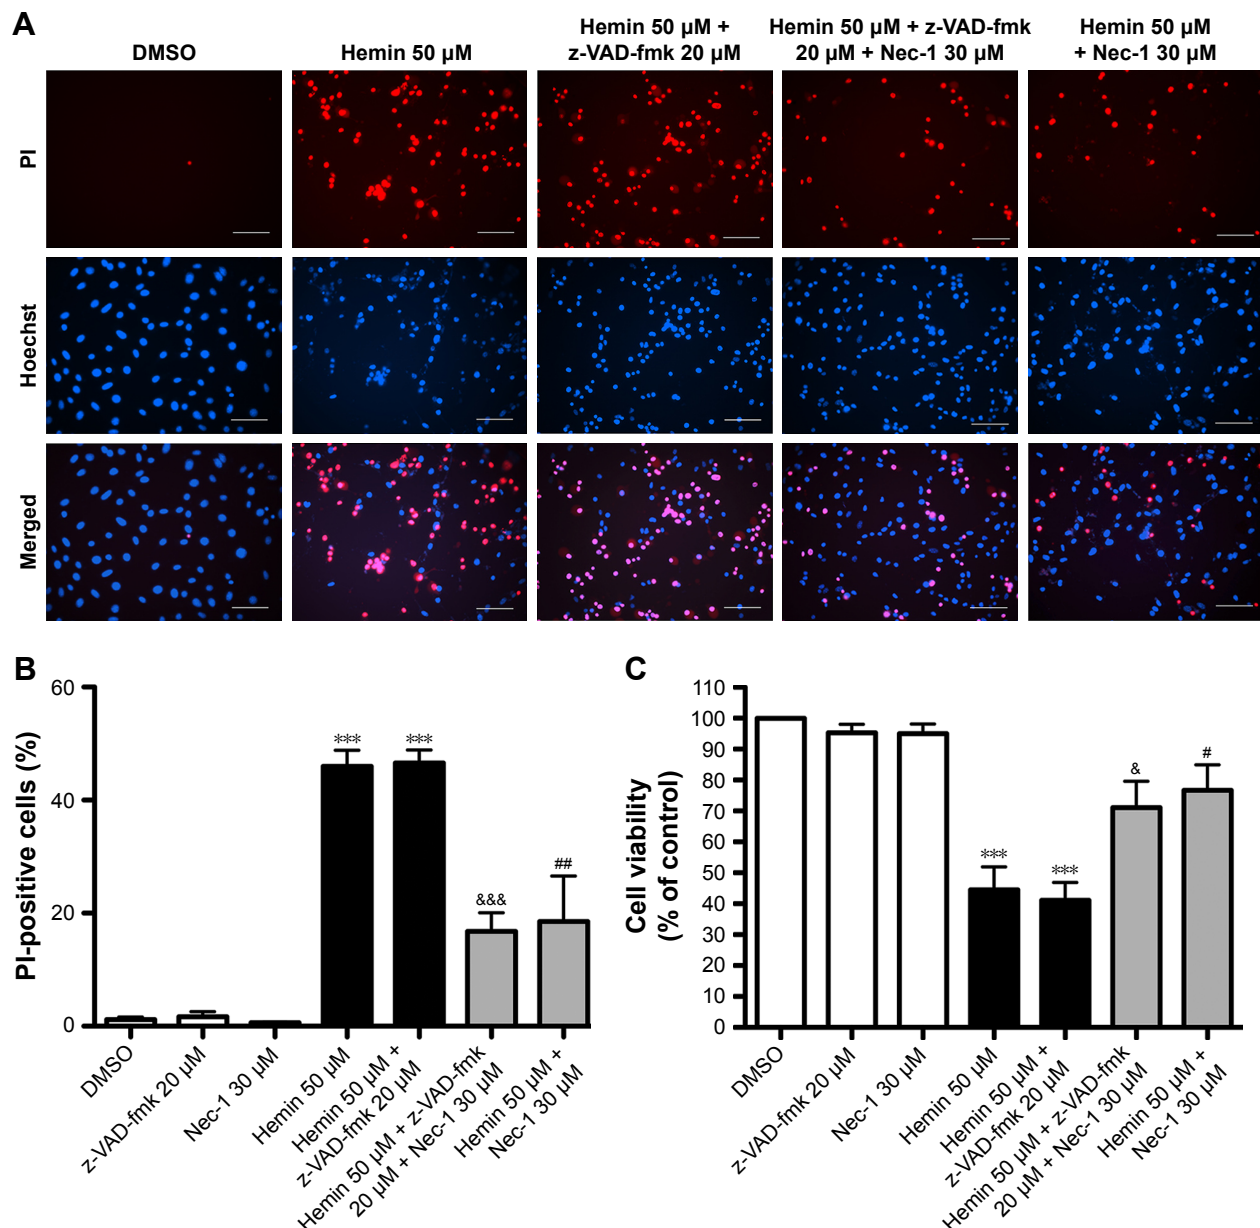 A
DMSO
Hemin 50 µM
Hemin 50 µM +
z-VAD-fmk 20 µM
Hemin 50 µM + z-VAD-fmk
20 µM + Nec-1 30 µM
Hemin 50 µM
+ Nec-1 30 µM
PI
Hoechst
Merged
B
PI-positive cells (%)
60
40
20
0
***
***
&&&
##
DMSO
z-VAD-fmk 20 µM
Nec-1 30 µM
Hemin 50 µM
Hemin 50 µM +
z-VAD-fmk 20 µM
Hemin 50 µM + z-VAD-fmk
20 µM + Nec-1 30 µM
Hemin 50 µM +
Nec-1 30 µM
C
Cell viability
(% of control)
110
100
90
80
70
60
50
40
30
20
10
0
***
***
&
#
DMSO
z-VAD-fmk 20 µM
Nec-1 30 µM
Hemin 50 µM
Hemin 50 µM +
z-VAD-fmk 20 µM
Hemin 50 µM + z-VAD-fmk
20 µM + Nec-1 30 µM
Hemin 50 µM +
Nec-1 30 µM